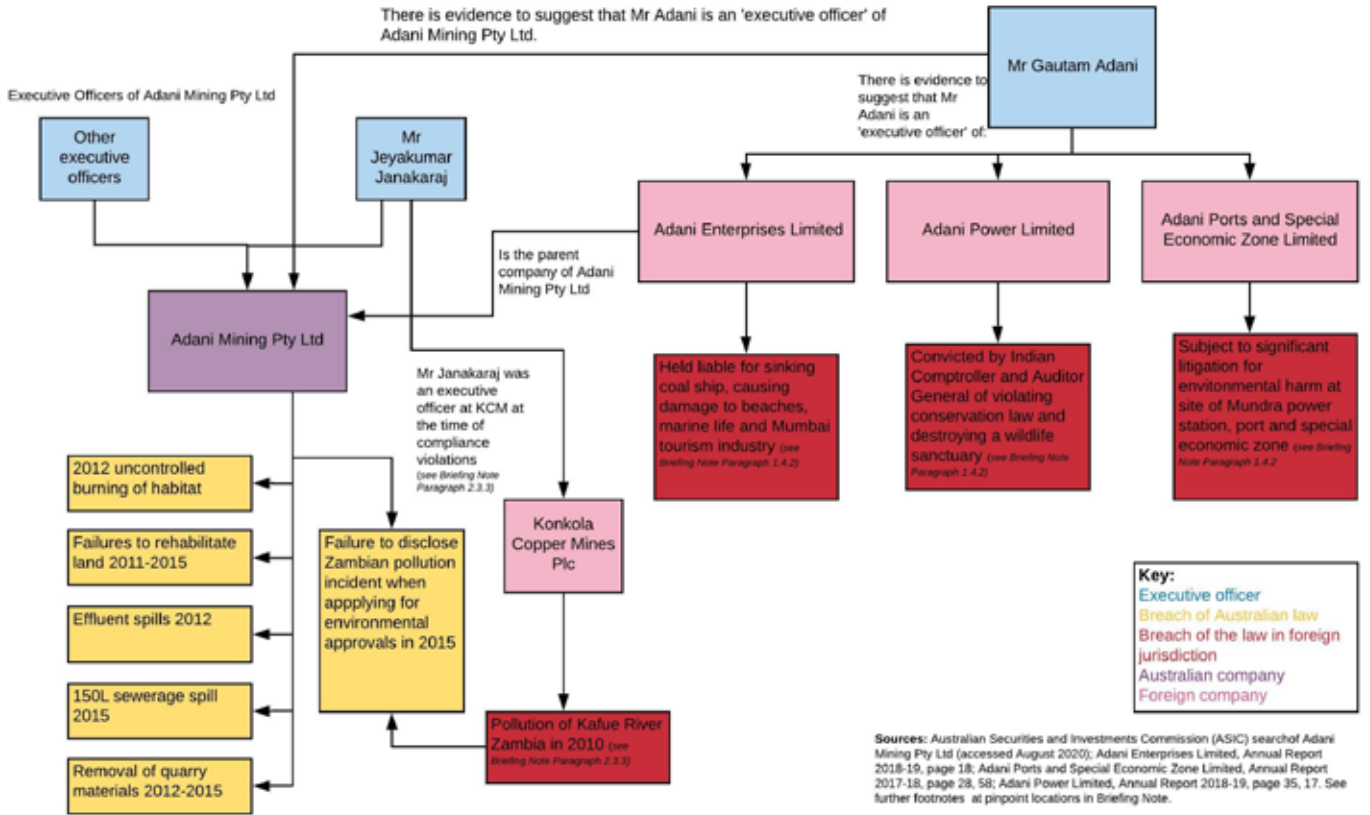 There is evidence to suggest that Mr Adani is an 'executive officer' of
Adani Mining Pty Ltd.
Mr Gautam Adani
There is evidence to
suggest that Mr
Adani is an
'executive officer' of:
Executive Officers of Adani Mining Pty Ltd
Other
executive
officers
Mr
Jeyakumar
Janakaraj
Adani Enterprises Limited
Adani Power Limited
Adani Ports and Special
Economic Zone Limited
Is the parent
company of Adani
Mining Pty Ltd
Adani Mining Pty Ltd
Mr Janakaraj was
an executive
officer at KCM at
the time of
compliance
violations
(see Briefing Note
Paragraph 2.3.3)
Held liable for sinking
coal ship, causing
damage to beaches,
marine life and Mumbai
tourism industry (see
Briefing Note Paragraph 1.4.2)
Convicted by Indian
Comptroller and Auditor
General of violating
conservation law and
destroying a wildlife
sanctuary (see Briefing Note
Paragraph 1.4.2)
Subject to significant
litigation for
envitonmental harm at
site of Mundra power
station, port and special
economic zone (see Briefing
Note Paragraph 1.4.2
2012 uncontrolled
burning of habitat
Failures to rehabilitate
land 2011-2015
Effluent spills 2012
150L sewerage spill
2015
Removal of quarry
materials 2012-2015
Failure to disclose
Zambian pollution
incident when
appplying for
environmental
approvals in 2015
Konkola
Copper Mines
Plc
Pollution of Kafue River
Zambia in 2010 (see
Briefing Note Paragraph 2.3.3)
Key:
Executive officer
Breach of Australian law
Breach of the law in foreign
jurisdiction
Australian company
Foreign company
Sources: Australian Securities and Investments Commission (ASIC) searchof Adani
Mining Pty Ltd (accessed August 2020); Adani Enterprises Limited, Annual Report
2018-19, page 18; Adani Ports and Special Economic Zone Limited, Annual Report
2017-18, page 28, 58; Adani Power Limited, Annual Report 2018-19, page 35, 17. See
further footnotes at pinpoint locations in Briefing Note.